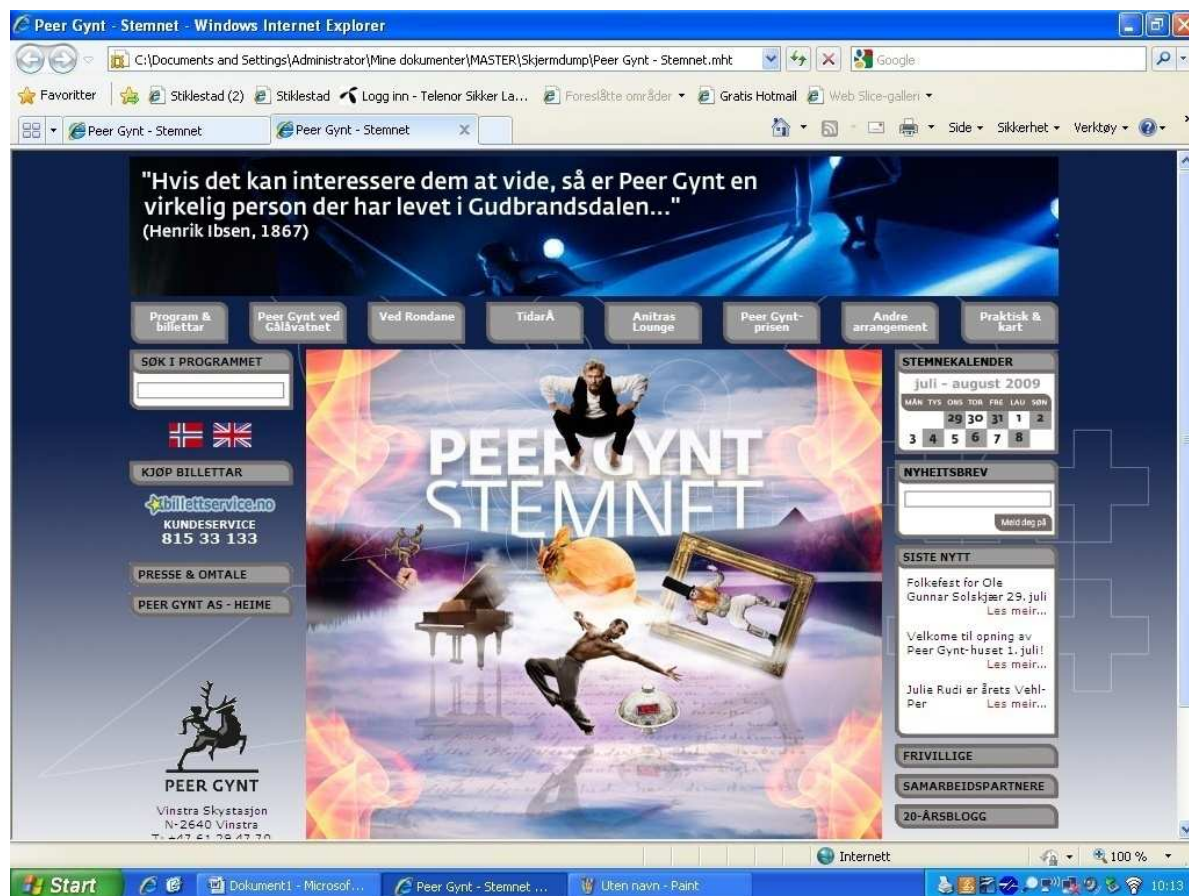 Peer Gynt - Stemnet - Windows Internet Explorer
C:\Documents and Settings\Administrator\Mine dokumenter\MASTER\Skjermdump\Peer Gynt - Stemnet.mht
Google
Favoritter
Stiklestad (2)
Stiklestad
Logg inn - Telenor Sikker La...
Foreslåtte områder
Gratis Hotmail
Web Slice-galleri
Peer Gynt - Stemnet
Peer Gynt - Stemnet
Side
Sikkerhet
Verktøy
"Hvis det kan interessere dem at vide, så er Peer Gynt en
virkelig person der har levet i Gudbrandsdalen..."
(Henrik Ibsen, 1867)
Program &
billettar
Peer Gynt ved
Gålåvatnet
Ved Rondane
TidarÅ
Anitras
Lounge
Peer Gynt-
prisen
Andre
arrangement
Praktisk &
kart
SØK I PROGRAMMET
KJØP BILLETTAR
billettservice.no
KUNDESERVICE
815 33 133
PRESSE & OMTALE
PEER GYNT AS - HEIME
PEER GYNT
Vinstra Skystasjon
N-2640 Vinstra
T: +47 61 29 47 70
PEER GYNT
STEMNET
STEMNEKALENDER
juli - august 2009
MÅN TYS ONS TOR FRE LAU SØN
29 30 31 1 2
3 4 5 6 7 8
NYHEITSBREV
Meld deg på
SISTE NYTT
Folkefest for Ole
Gunnar Solskjær 29. juli
Les meir...
Velkome til opning av
Peer Gynt-huset 1. juli!
Les meir...
Julie Rudi er årets Vehl-
Per Les meir...
FRIVILLIGE
SAMARBEIDSPARTNERE
20-ÅRSBLOGG
Internett
100 %
Start
Dokument1 - Microsof...
Peer Gynt - Stemnet ...
Uten navn - Paint
10:13